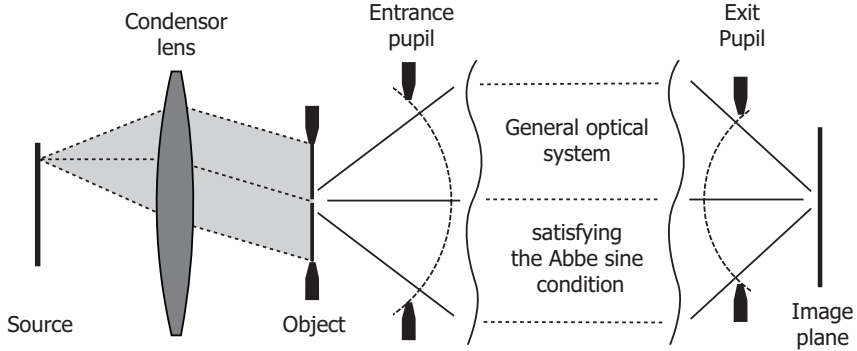 Condensor
lens
Entrance
pupil
Exit
Pupil
General optical
system
satisfying
the Abbe sine
condition
Source
Object
Image
plane